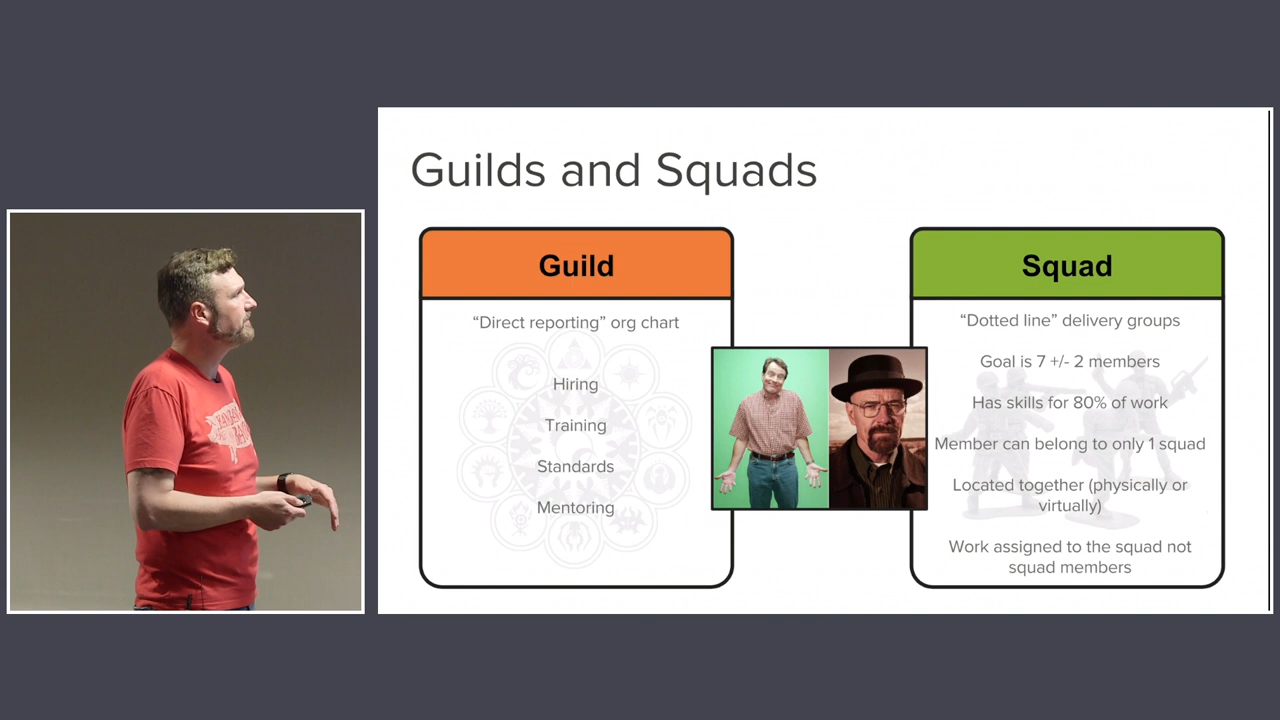 Guilds and Squads
Guild
“Direct reporting” org chart
Hiring
Training
Standards
Mentoring
Squad
“Dotted line” delivery groups
Goal is 7 +/- 2 members
Has skills for 80% of work
Member can belong to only 1 squad
Located together (physically or
virtually)
Work assigned to the squad not
squad members